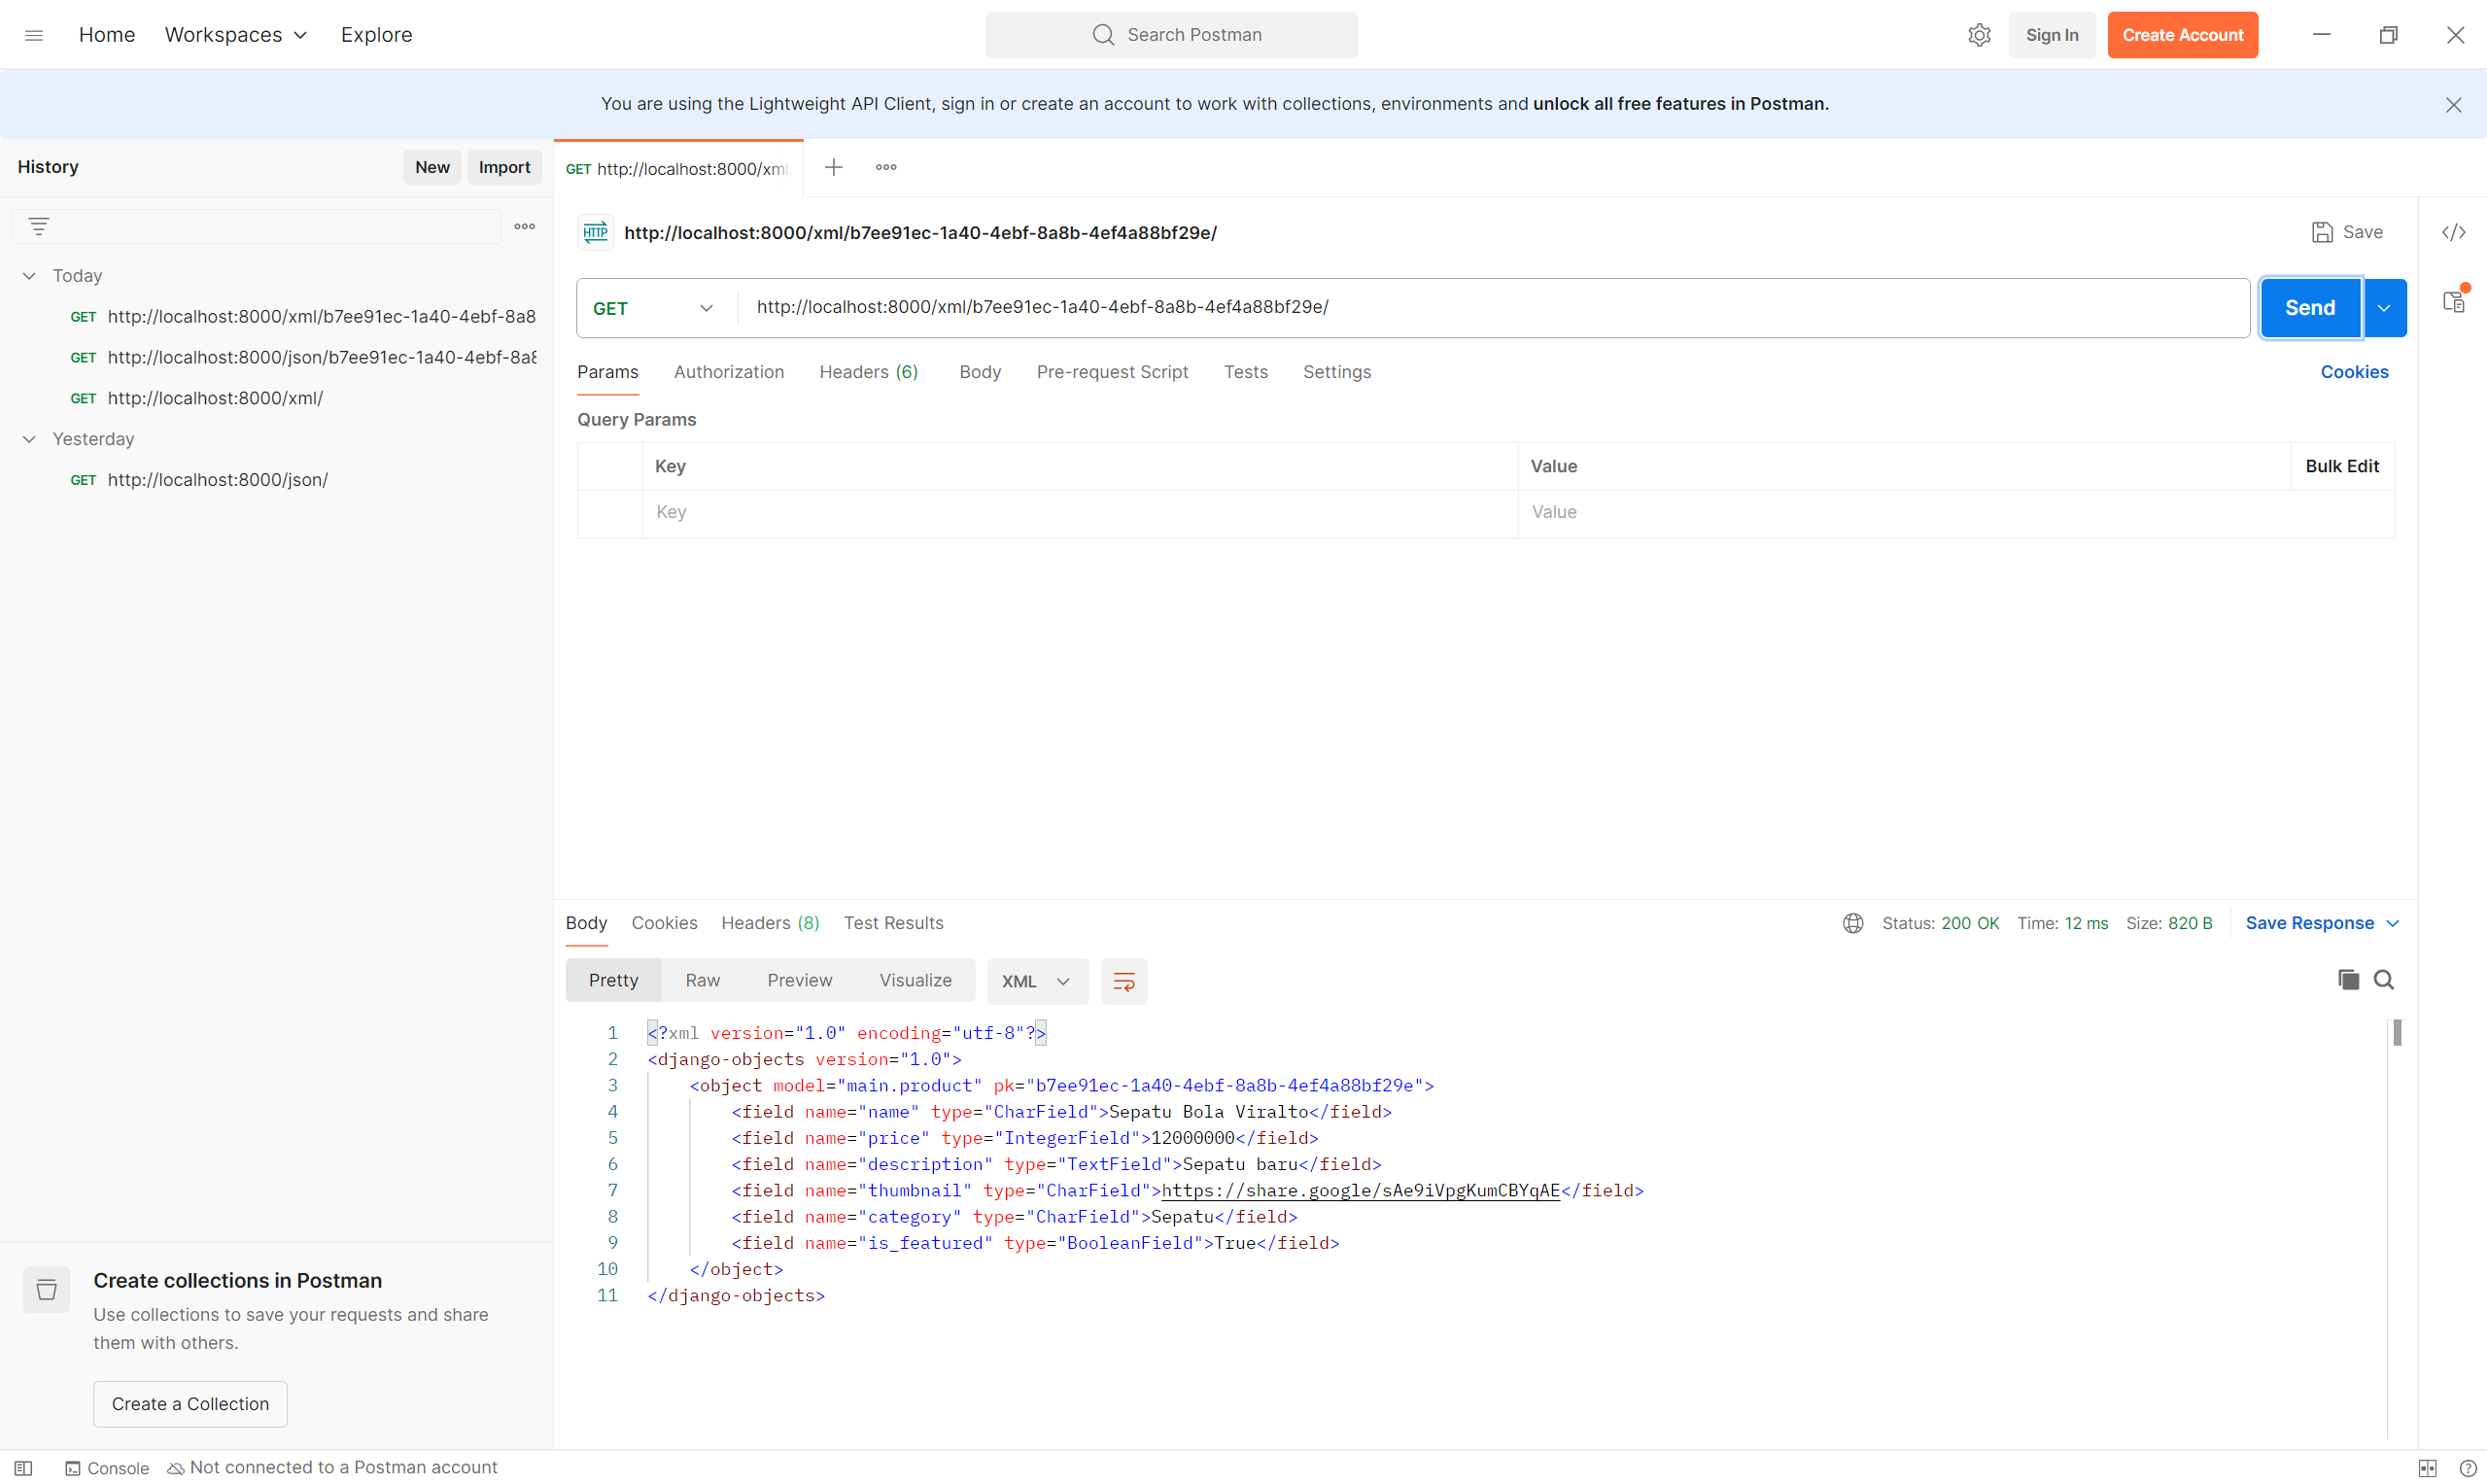 Home Workspaces Explore Search Postman Sign In Create Account
You are using the Lightweight API Client, sign in or create an account to work with collections, environments and unlock all free features in Postman.
History New Import
Today
GET http://localhost:8000/xml/b7ee91ec-1a40-4ebf-8a8
GET http://localhost:8000/json/b7ee91ec-1a40-4ebf-8a8
GET http://localhost:8000/xml/
Yesterday
GET http://localhost:8000/json/
Create collections in Postman
Use collections to save your requests and share
them with others.
Create a Collection
GET http://localhost:8000/xml
HTTP http://localhost:8000/xml/b7ee91ec-1a40-4ebf-8a8b-4ef4a88bf29e/ Save
GET http://localhost:8000/xml/b7ee91ec-1a40-4ebf-8a8b-4ef4a88bf29e/ Send
Params Authorization Headers (6) Body Pre-request Script Tests Settings Cookies
Query Params
Key Value Bulk Edit
Key Value
Body Cookies Headers (8) Test Results Status: 200 OK Time: 12 ms Size: 820 B Save Response
Pretty Raw Preview Visualize XML
1 <?xml version="1.0" encoding="utf-8"?>
2 <django-objects version="1.0">
3 <object model="main.product" pk="b7ee91ec-1a40-4ebf-8a8b-4ef4a88bf29e">
4 <field name="name" type="CharField">Sepatu Bola Viralto</field>
5 <field name="price" type="IntegerField">12000000</field>
6 <field name="description" type="TextField">Sepatu baru</field>
7 <field name="thumbnail" type="CharField">https://share.google/sAe9iVpgKumCBYqAE</field>
8 <field name="category" type="CharField">Sepatu</field>
9 <field name="is_featured" type="BooleanField">True</field>
10 </object>
11 </django-objects>
Console Not connected to a Postman account